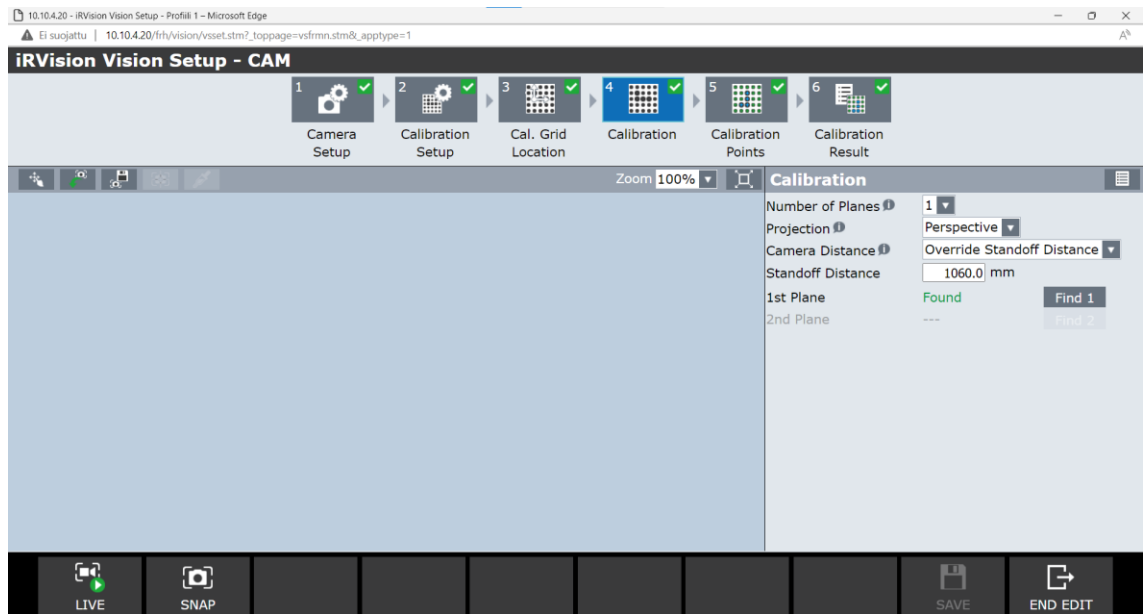 10.10.4.20 - iRVision Vision Setup - Profiili 1 – Microsoft Edge
Ei suojattu | 10.10.4.20/frh/vision/vsset.stm?_toppage=vsfrmn.stm&_apptype=1
iRVision Vision Setup - CAM
1 2 3 4 5 6
Camera Setup
Calibration Setup
Cal. Grid Location
Calibration
Calibration Points
Calibration Result
Zoom 100%
Calibration
Number of Planes 1
Projection Perspective
Camera Distance Override Standoff Distance
Standoff Distance 1060.0 mm
1st Plane Found Find 1
2nd Plane --- Find 2
LIVE SNAP SAVE END EDIT